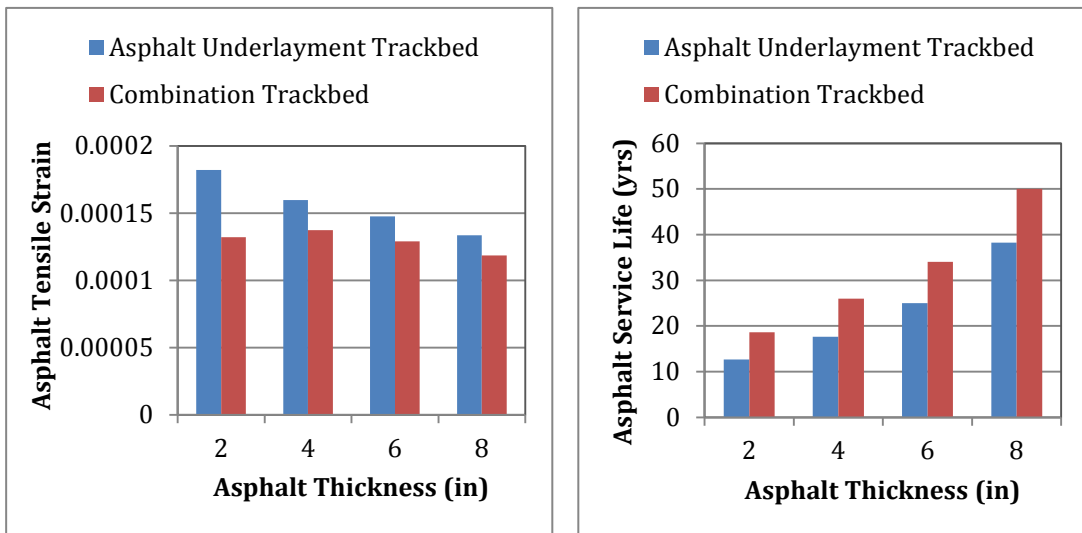 Asphalt Underlayment Trackbed
Combination Trackbed
0.0002
0.00015
0.0001
0.00005
0
Asphalt Tensile Strain
2 4 6 8
Asphalt Thickness (in)
Asphalt Underlayment Trackbed
Combination Trackbed
60
50
40
30
20
10
0
Asphalt Service Life (yrs)
2 4 6 8
Asphalt Thickness (in)